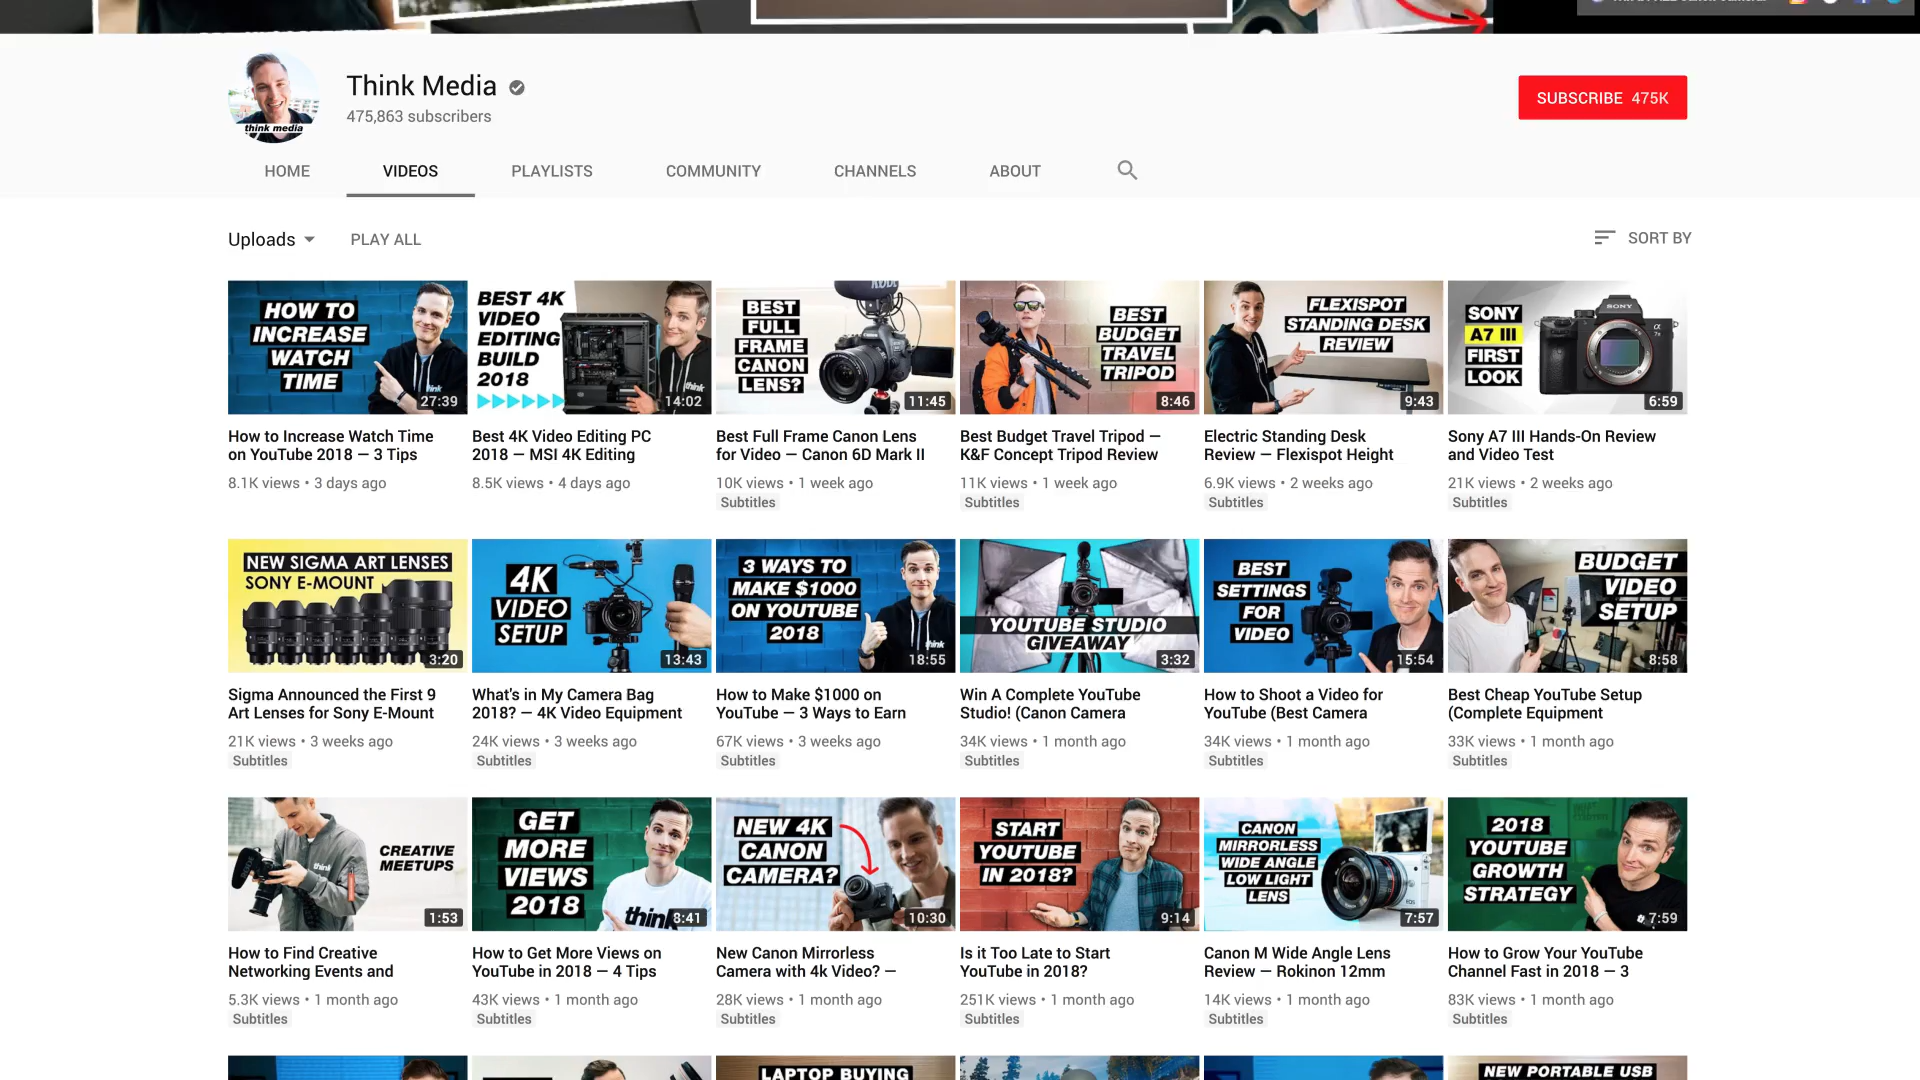 Think Media
475,863 subscribers
SUBSCRIBE 475K
think media
HOME VIDEOS PLAYLISTS COMMUNITY CHANNELS ABOUT
Uploads PLAY ALL SORT BY
HOW TO
INCREASE
WATCH
TIME
think
27:39
BEST 4K
VIDEO
EDITING
BUILD
2018
think
14:02
BEST
FULL
FRAME
CANON
LENS?
11:45
BEST
BUDGET
TRAVEL
TRIPOD
8:46
FLEXISPOT
STANDING DESK
REVIEW
9:43
SONY
A7 III
FIRST
LOOK
SONY
6:59
How to Increase Watch Time
on YouTube 2018 — 3 Tips
8.1K views • 3 days ago
Best 4K Video Editing PC
2018 — MSI 4K Editing
8.5K views • 4 days ago
Best Full Frame Canon Lens
for Video — Canon 6D Mark II
10K views • 1 week ago
Subtitles
Best Budget Travel Tripod —
K&F Concept Tripod Review
11K views • 1 week ago
Subtitles
Electric Standing Desk
Review — Flexispot Height
6.9K views • 2 weeks ago
Subtitles
Sony A7 III Hands-On Review
and Video Test
21K views • 2 weeks ago
Subtitles
NEW SIGMA ART LENSES
SONY E-MOUNT
3:20
4K
VIDEO
SETUP
13:43
3 WAYS TO
MAKE $1000
ON YOUTUBE
2018
think
18:55
YOUTUBE STUDIO
GIVEAWAY
3:32
BEST
SETTINGS
FOR
VIDEO
15:54
BUDGET
VIDEO
SETUP
8:58
Sigma Announced the First 9
Art Lenses for Sony E-Mount
21K views • 3 weeks ago
Subtitles
What's in My Camera Bag
2018? — 4K Video Equipment
24K views • 3 weeks ago
Subtitles
How to Make $1000 on
YouTube — 3 Ways to Earn
67K views • 3 weeks ago
Subtitles
Win A Complete YouTube
Studio! (Canon Camera
34K views • 1 month ago
Subtitles
How to Shoot a Video for
YouTube (Best Camera
34K views • 1 month ago
Subtitles
Best Cheap YouTube Setup
(Complete Equipment
33K views • 1 month ago
Subtitles
CREATIVE
MEETUPS
think
1:53
GET
MORE
VIEWS
2018
think
8:41
NEW 4K
CANON
CAMERA?
10:30
START
YOUTUBE
IN 2018?
9:14
CANON
MIRRORLESS
WIDE ANGLE
LOW LIGHT
LENS
7:57
2018
YOUTUBE
GROWTH
STRATEGY
7:59
How to Find Creative
Networking Events and
5.3K views • 1 month ago
Subtitles
How to Get More Views on
YouTube in 2018 — 4 Tips
43K views • 1 month ago
Subtitles
New Canon Mirrorless
Camera with 4k Video? —
28K views • 1 month ago
Subtitles
Is it Too Late to Start
YouTube in 2018?
251K views • 1 month ago
Subtitles
Canon M Wide Angle Lens
Review — Rokinon 12mm
14K views • 1 month ago
Subtitles
How to Grow Your YouTube
Channel Fast in 2018 — 3
83K views • 1 month ago
Subtitles
LAPTOP BUYING
NEW PORTABLE USB